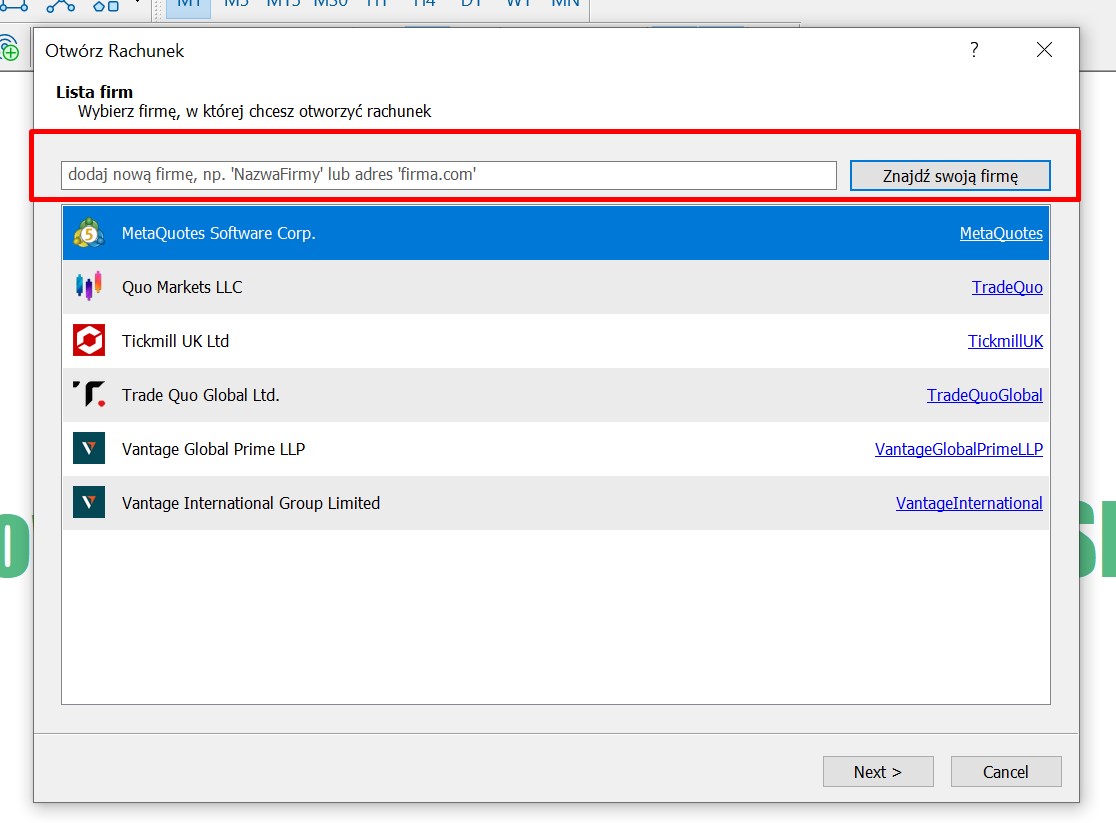 M1 M5 M15 M30 H1 H4 D1 W1 MN
Otwórz Rachunek
Lista firm
Wybierz firmę, w której chcesz otworzyć rachunek
dodaj nową firmę, np. 'NazwaFirmy' lub adres 'firma.com' Znajdź swoją firmę
5 MetaQuotes Software Corp. MetaQuotes
Quo Markets LLC TradeQuo
Tickmill UK Ltd TickmillUK
Trade Quo Global Ltd. TradeQuoGlobal
Vantage Global Prime LLP VantageGlobalPrimeLLP
Vantage International Group Limited VantageInternational
Next > Cancel